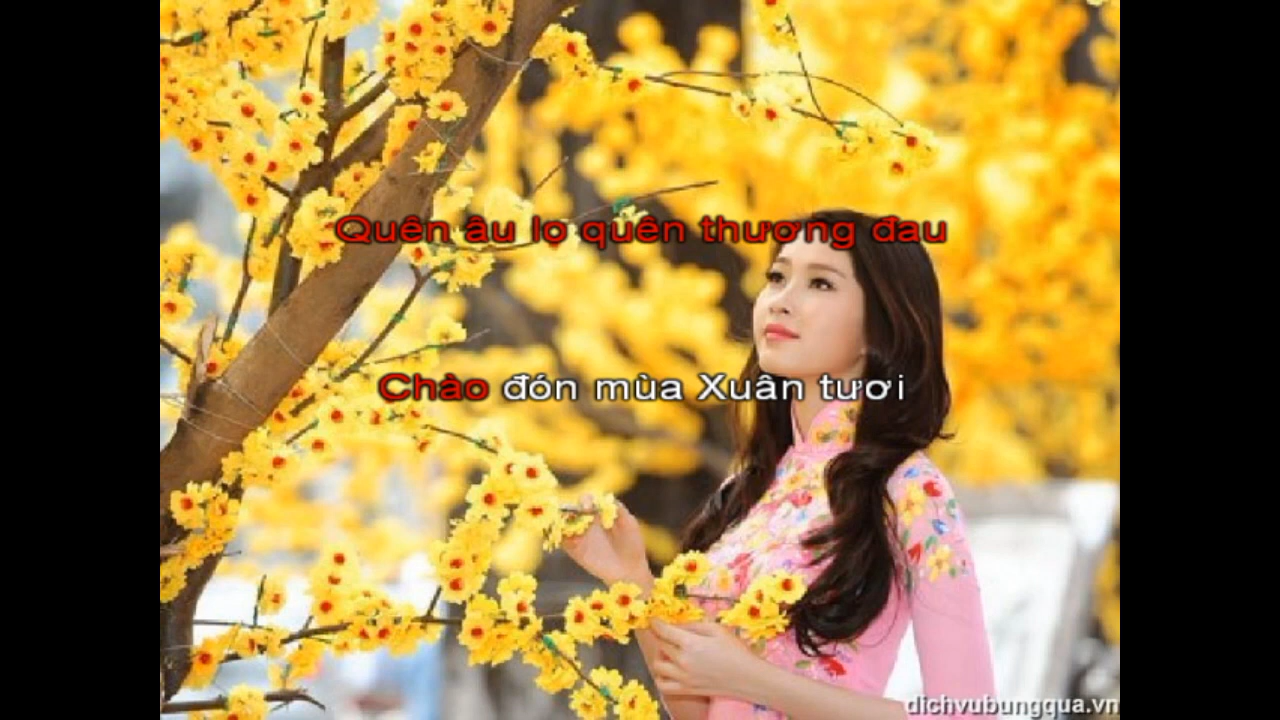 Quên âu lo quên thương đau
Chào đón mùa Xuân tươi
dichvubungqua.vn